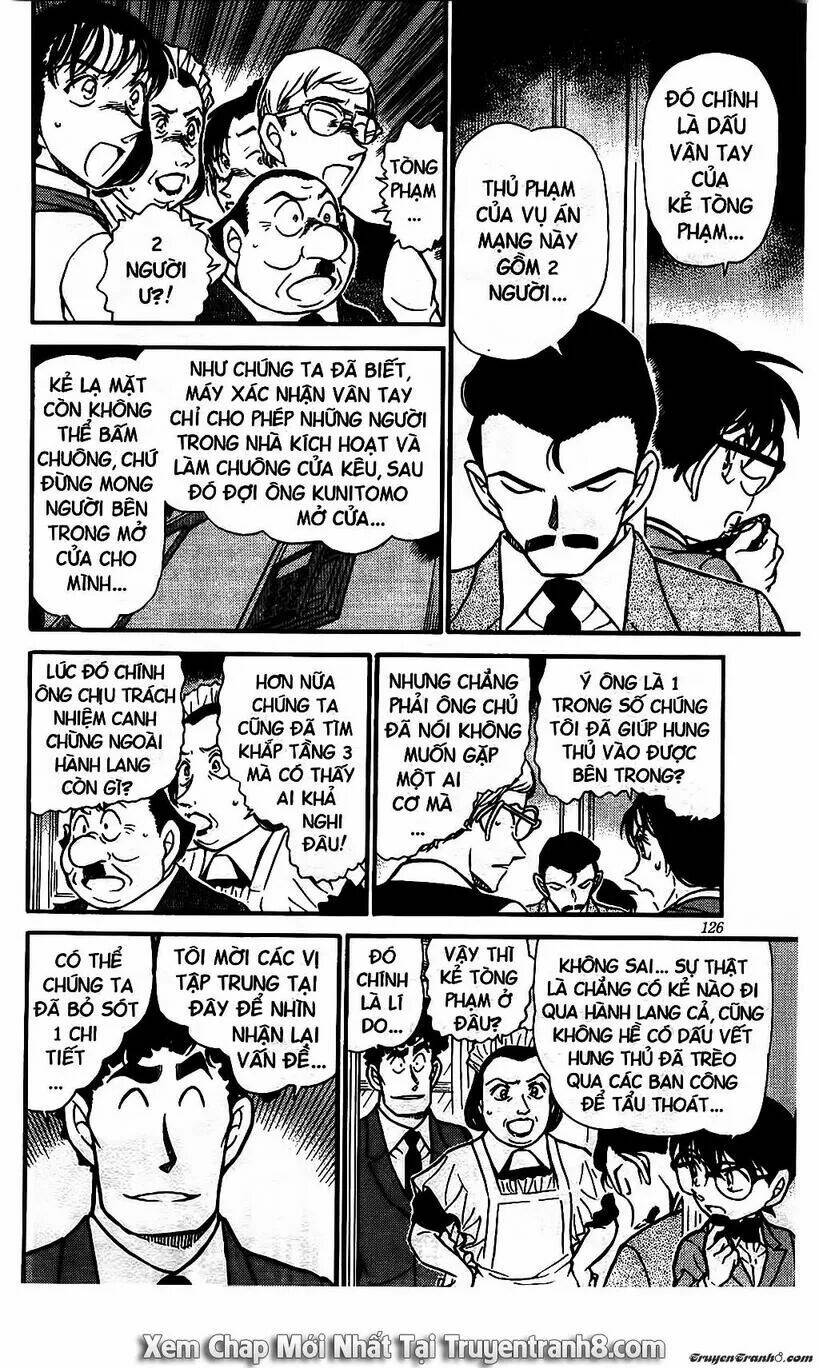 ĐÓ CHÍNH
LÀ DẤU
VÂN TAY
CỦA
KẺ TÒNG
PHẠM...
THỦ PHẠM
CỦA VỤ ÁN
MẠNG NÀY
GỒM 2
NGƯỜI...
TÒNG
PHẠM
...
2
NGƯỜI
Ư?!
NHƯ CHÚNG TA ĐÃ BIẾT,
MÁY XÁC NHẬN VÂN TAY
CHỈ CHO PHÉP NHỮNG NGƯỜI
TRONG NHÀ KÍCH HOẠT VÀ
LÀM CHUÔNG CỬA KÊU, SAU
ĐÓ ĐỢI ÔNG KUNITOMO
MỞ CỬA...
KẺ LẠ MẶT
CÒN KHÔNG
THỂ BẤM
CHUÔNG, CHỨ
ĐỪNG MONG
NGƯỜI BÊN
TRONG MỞ
CỬA CHO
MÌNH...
Ý ÔNG LÀ 1
TRONG SỐ CHÚNG
TÔI ĐÃ GIÚP HUNG
THỦ VÀO ĐƯỢC
BÊN TRONG?
NHƯNG CHẲNG
PHẢI ÔNG CHỦ
ĐÃ NÓI KHÔNG
MUỐN GẶP
MỘT AI
CƠ MÀ
...
HƠN NỮA
CHÚNG TA
CŨNG ĐÃ TÌM
KHẮP TẦNG 3
MÀ CÓ THẤY
AI KHẢ
NGHI
ĐÂU!
LÚC ĐÓ CHÍNH
ÔNG CHỊU TRÁCH
NHIỆM CANH
CHỪNG NGOÀI
HÀNH LANG
CÒN GÌ?
126
KHÔNG SAI... SỰ THẬT
LÀ CHẲNG CÓ KẺ NÀO ĐI
QUA HÀNH LANG CẢ, CŨNG
KHÔNG HỀ CÓ DẤU VẾT
HUNG THỦ ĐÃ TRÈO
QUA CÁC BAN CÔNG
ĐỂ TẨU THOÁT...
VẬY THÌ
KẺ TÒNG
PHẠM Ở
ĐÂU?
ĐÓ
CHÍNH
LÀ LÍ
DO...
TÔI MỜI CÁC VỊ
TẬP TRUNG TẠI
ĐÂY ĐỂ NHÌN
NHẬN LẠI
VẤN ĐỀ...
CÓ THỂ
CHÚNG TA
ĐÃ BỎ SÓT
1 CHI
TIẾT
...
Xem Chap Mới Nhất Tại Truyentranh8.com
TruyenTranh8.com